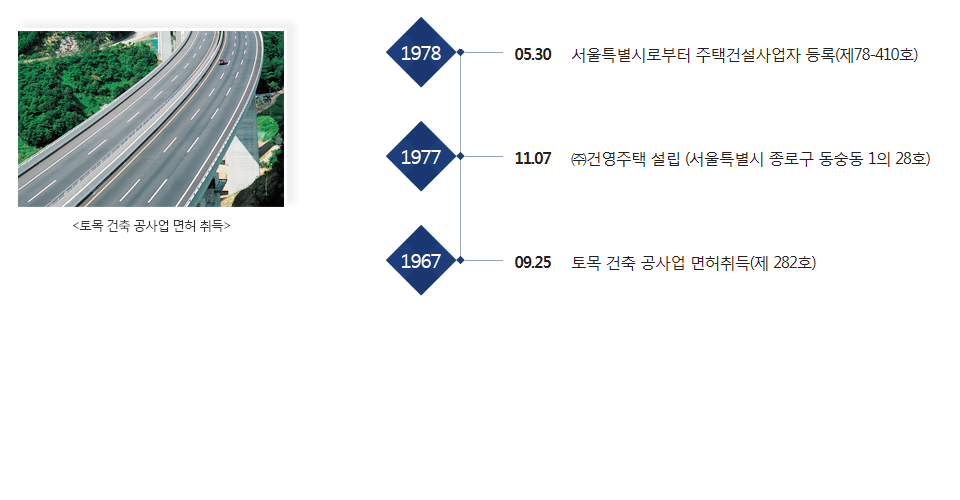 1978 05.30 서울특별시로부터 주택건설사업자 등록(제78-410호)
1977 11.07 ㈜건영주택 설립 (서울특별시 종로구 동숭동 1의 28호)
<토목 건축 공사업 면허 취득>
1967 09.25 토목 건축 공사업 면허취득(제 282호)